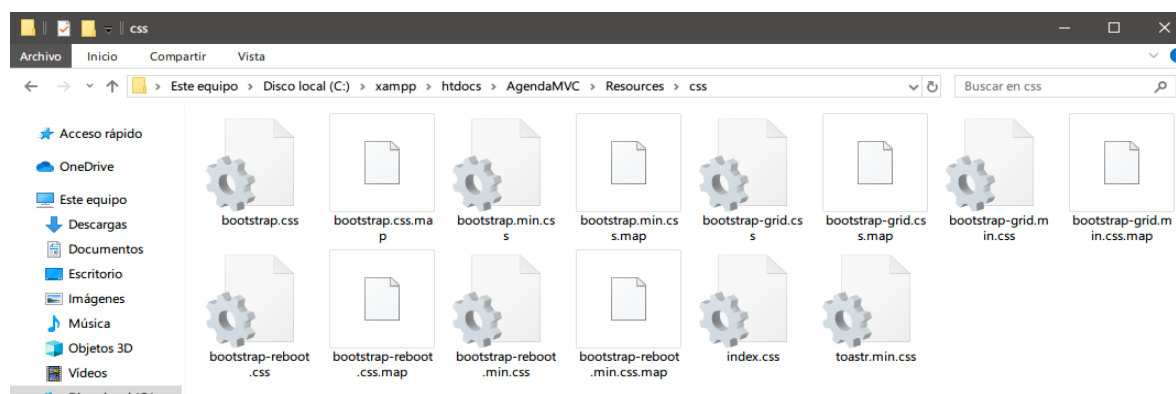 css
Archivo Inicio Compartir Vista
Este equipo > Disco local (C:) > xampp > htdocs > AgendaMVC > Resources > css
Buscar en css
Acceso rápido
OneDrive
Este equipo
Descargas
Documentos
Escritorio
Imágenes
Música
Objetos 3D
Vídeos
bootstrap.css
bootstrap.css.ma
p
bootstrap.min.cs
s
bootstrap.min.cs
s.map
bootstrap-grid.cs
s
bootstrap-grid.cs
s.map
bootstrap-grid.m
in.css
bootstrap-grid.m
in.css.map
bootstrap-reboot
.css
bootstrap-reboot
.css.map
bootstrap-reboot
.min.css
bootstrap-reboot
.min.css.map
index.css
toastr.min.css